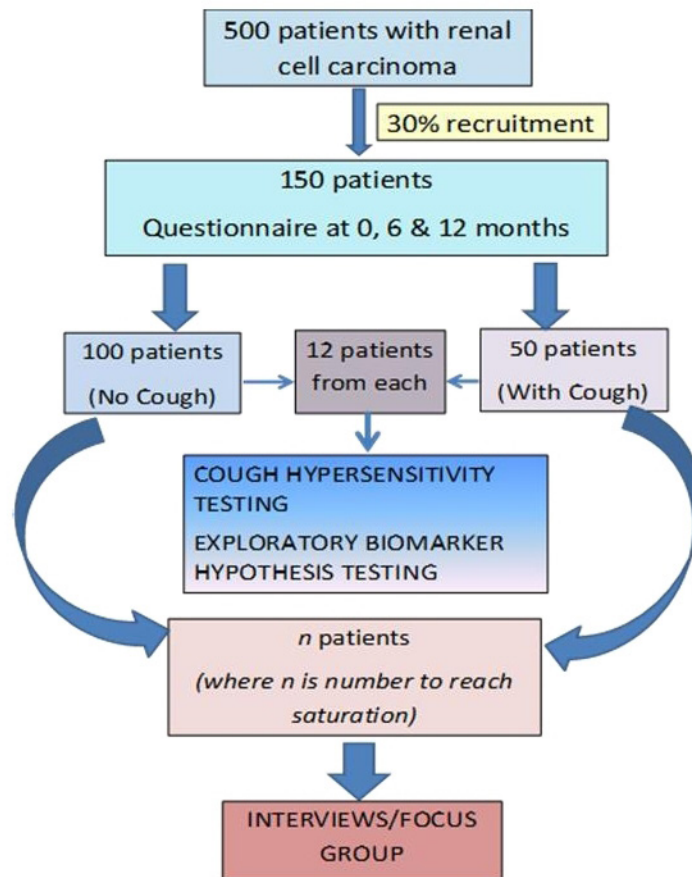 500 patients with renal
cell carcinoma
30% recruitment
150 patients
Questionnaire at 0, 6 & 12 months
100 patients
(No Cough)
12 patients
from each
50 patients
(With Cough)
COUGH HYPERSENSITIVITY
TESTING
EXPLORATORY BIOMARKER
HYPOTHESIS TESTING
n patients
(where n is number to reach
saturation)
INTERVIEWS/FOCUS
GROUP